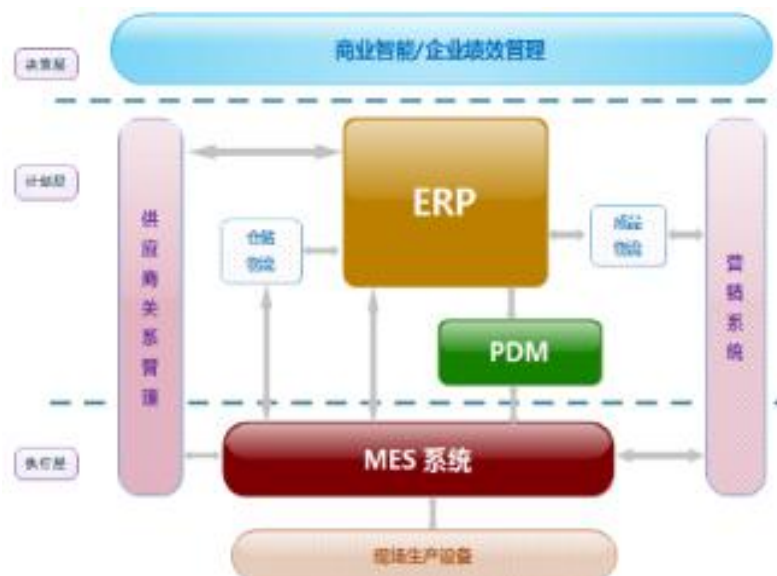 商业智能/企业绩效管理
决策层
计划层
供应商关系管理
ERP
仓储
物流
成品
物流
营销系统
PDM
执行层
MES 系统
现场生产设备